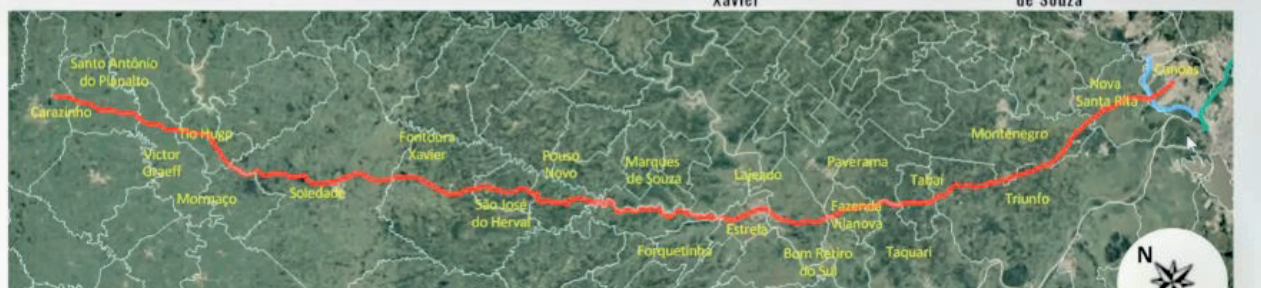 Xavier
de Souza
Santo Antônio
do Planalto
Carazinho
Tio Hugo
Victor
Graeff
Mormaço
Soledade
Fontoura
Xavier
São José
do Herval
Pouso
Novo
Marques
de Souza
Forquetinha
Lajeado
Estrela
Bom Retiro
do Sul
Paverama
Fazenda
Vilanova
Tabaí
Taquari
Montenegro
Triunfo
Nova
Santa Rita
Canoas
N